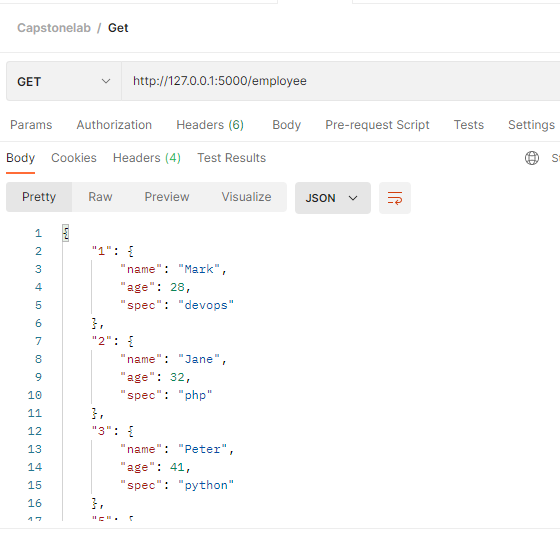 Capstonelab / Get
GET http://127.0.0.1:5000/employee
Params Authorization Headers (6) Body Pre-request Script Tests Settings
Body Cookies Headers (4) Test Results
Pretty Raw Preview Visualize JSON
1 {
2 "1": {
3 "name": "Mark",
4 "age": 28,
5 "spec": "devops"
6 },
7 "2": {
8 "name": "Jane",
9 "age": 32,
10 "spec": "php"
11 },
12 "3": {
13 "name": "Peter",
14 "age": 41,
15 "spec": "python"
16 },
17 "5": {